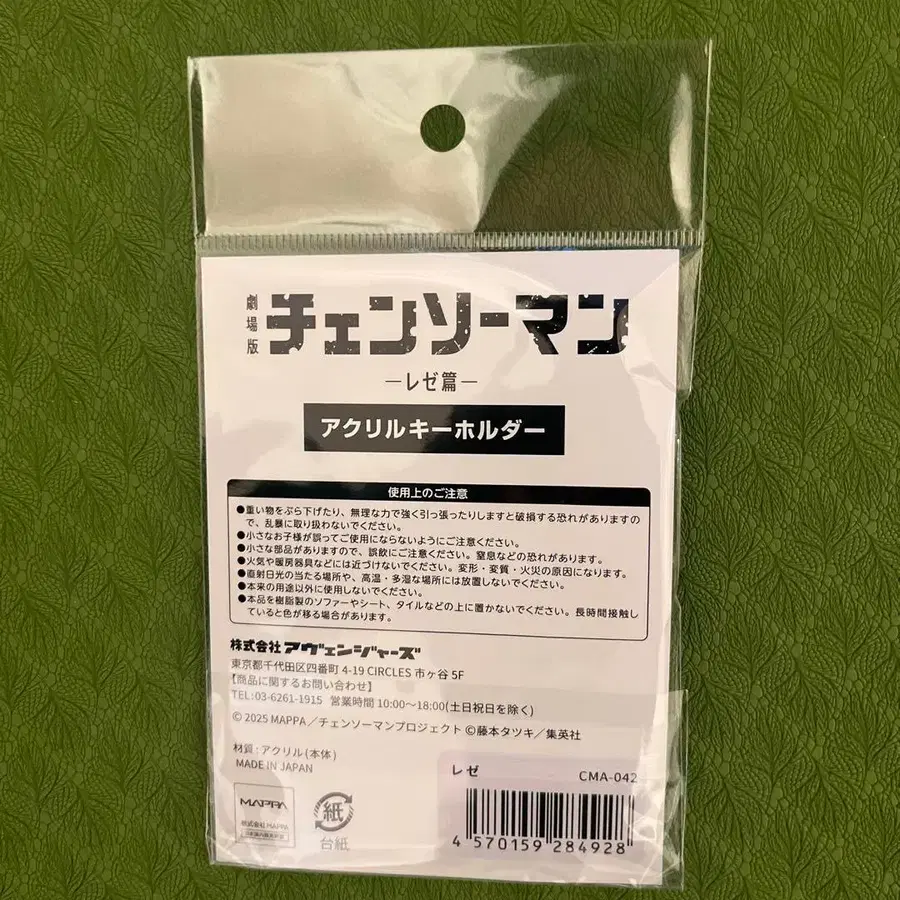 劇場版
チェンソーマン
―レゼ篇―
アクリルキーホルダー
使用上のご注意
●重い物をぶら下げたり、無理な力で強く引っ張ったりしますと破損する恐れがありますの
で、乱暴に取り扱わないでください。
●小さなお子様が誤ってご使用にならないようにご注意ください。
●小さな部品がありますので、誤飲にご注意ください。窒息などの恐れがあります。
●火気や暖房器具などには近づけないでください。変形・変質・火災の原因になります。
●直射日光の当たる場所や、高温・多湿な場所には放置しないでください。
●本来の用途以外に使用しないでください。
●本品を樹脂製のソファーやシート、タイルなどの上に置かないでください。長時間接触し
ていると色が移る場合があります。
株式会社アヴェンジャーズ
東京都千代田区四番町 4-19 CIRCLES 市ヶ谷 5F
【商品に関するお問い合わせ】
TEL:03-6261-1915 営業時間 10:00～18:00(土日祝日を除く)
© 2025 MAPPA／チェンソーマンプロジェクト ©藤本タツキ／集英社
材質:アクリル(本体)
MADE IN JAPAN
レゼ CMA-042
MAPPA
株式会社MAPPA
紙
台紙
4 570159 284928